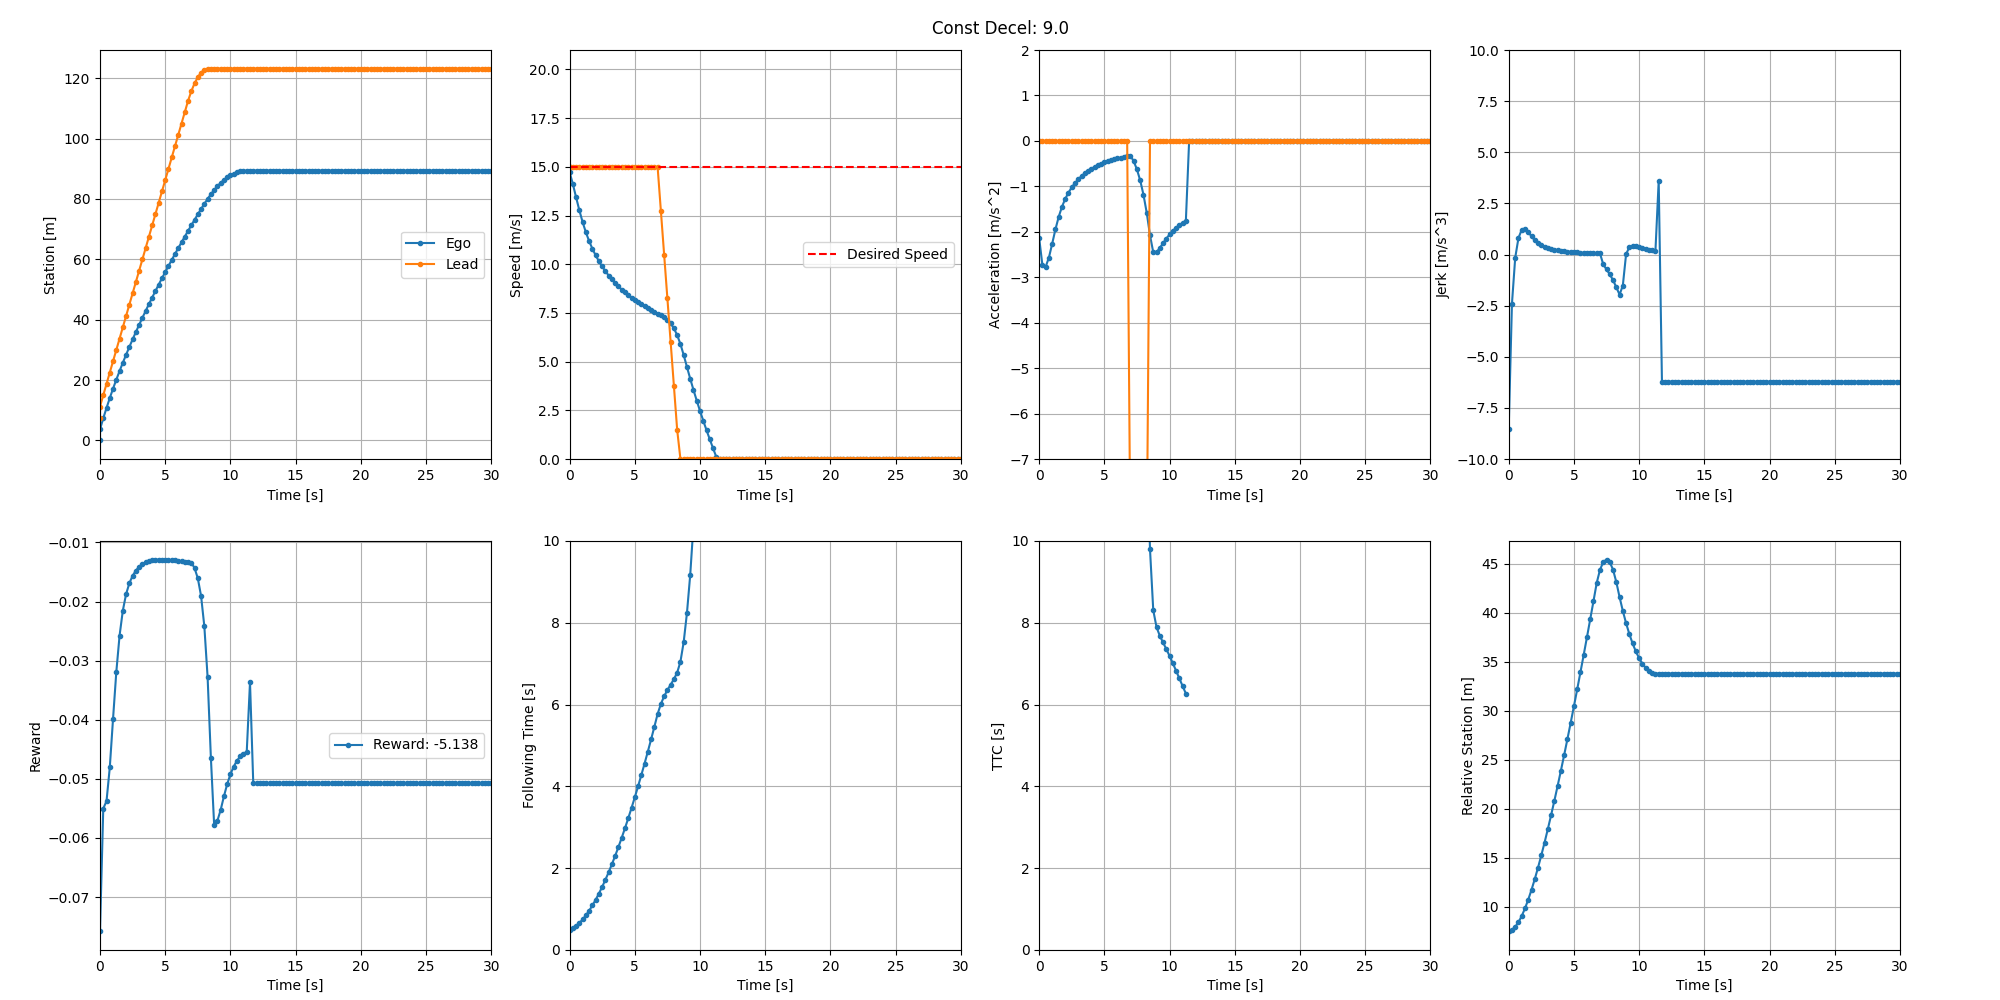 Const Decel: 9.0
Station [m]
0 20 40 60 80 100 120
0 5 10 15 20 25 30
Time [s]
Ego
Lead
Speed [m/s]
0.0 2.5 5.0 7.5 10.0 12.5 15.0 17.5 20.0
0 5 10 15 20 25 30
Time [s]
Desired Speed
Acceleration [m/s^2]
−7 −6 −5 −4 −3 −2 −1 0 1 2
0 5 10 15 20 25 30
Time [s]
Jerk [m/s^3]
−10.0 −7.5 −5.0 −2.5 0.0 2.5 5.0 7.5 10.0
0 5 10 15 20 25 30
Time [s]
Reward
−0.07 −0.06 −0.05 −0.04 −0.03 −0.02 −0.01
0 5 10 15 20 25 30
Time [s]
Reward: -5.138
Following Time [s]
0 2 4 6 8 10
0 5 10 15 20 25 30
Time [s]
TTC [s]
0 2 4 6 8 10
0 5 10 15 20 25 30
Time [s]
Relative Station [m]
10 15 20 25 30 35 40 45
0 5 10 15 20 25 30
Time [s]